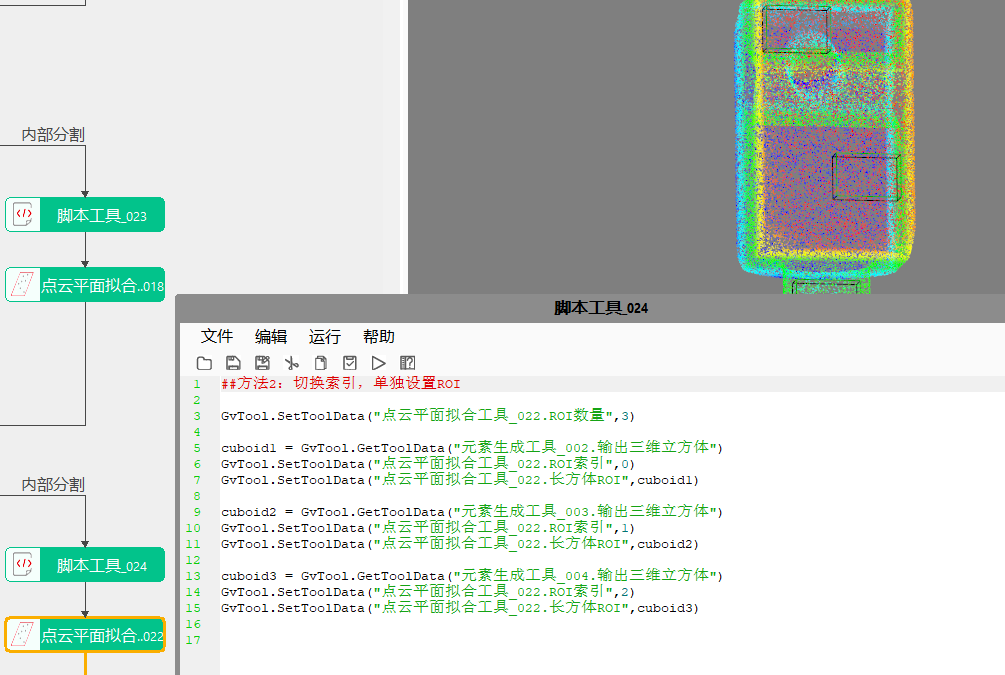 内部分割
脚本工具_023
点云平面拟合..018
内部分割
脚本工具_024
点云平面拟合..022
脚本工具_024
文件 编辑 运行 帮助
1 ##方法2: 切换索引，单独设置ROI
2
3 GvTool.SetToolData("点云平面拟合工具_022.ROI数量",3)
4
5 cuboid1 = GvTool.GetToolData("元素生成工具_002.输出三维立方体")
6 GvTool.SetToolData("点云平面拟合工具_022.ROI索引",0)
7 GvTool.SetToolData("点云平面拟合工具_022.长方体ROI",cuboid1)
8
9 cuboid2 = GvTool.GetToolData("元素生成工具_003.输出三维立方体")
10 GvTool.SetToolData("点云平面拟合工具_022.ROI索引",1)
11 GvTool.SetToolData("点云平面拟合工具_022.长方体ROI",cuboid2)
12
13 cuboid3 = GvTool.GetToolData("元素生成工具_004.输出三维立方体")
14 GvTool.SetToolData("点云平面拟合工具_022.ROI索引",2)
15 GvTool.SetToolData("点云平面拟合工具_022.长方体ROI",cuboid3)
16
17